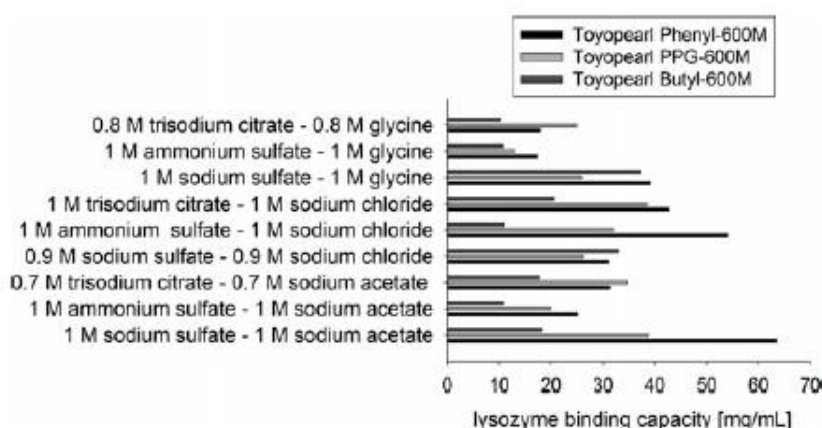 Toyopearl Phenyl-600M
Toyopearl PPG-600M
Toyopearl Butyl-600M
0.8 M trisodium citrate - 0.8 M glycine
1 M ammonium sulfate - 1 M glycine
1 M sodium sulfate - 1 M glycine
1 M trisodium citrate - 1 M sodium chloride
1 M ammonium sulfate - 1 M sodium chloride
0.9 M sodium sulfate - 0.9 M sodium chloride
0.7 M trisodium citrate - 0.7 M sodium acetate
1 M ammonium sulfate - 1 M sodium acetate
1 M sodium sulfate - 1 M sodium acetate
0 10 20 30 40 50 60 70
lysozyme binding capacity [mg/mL]